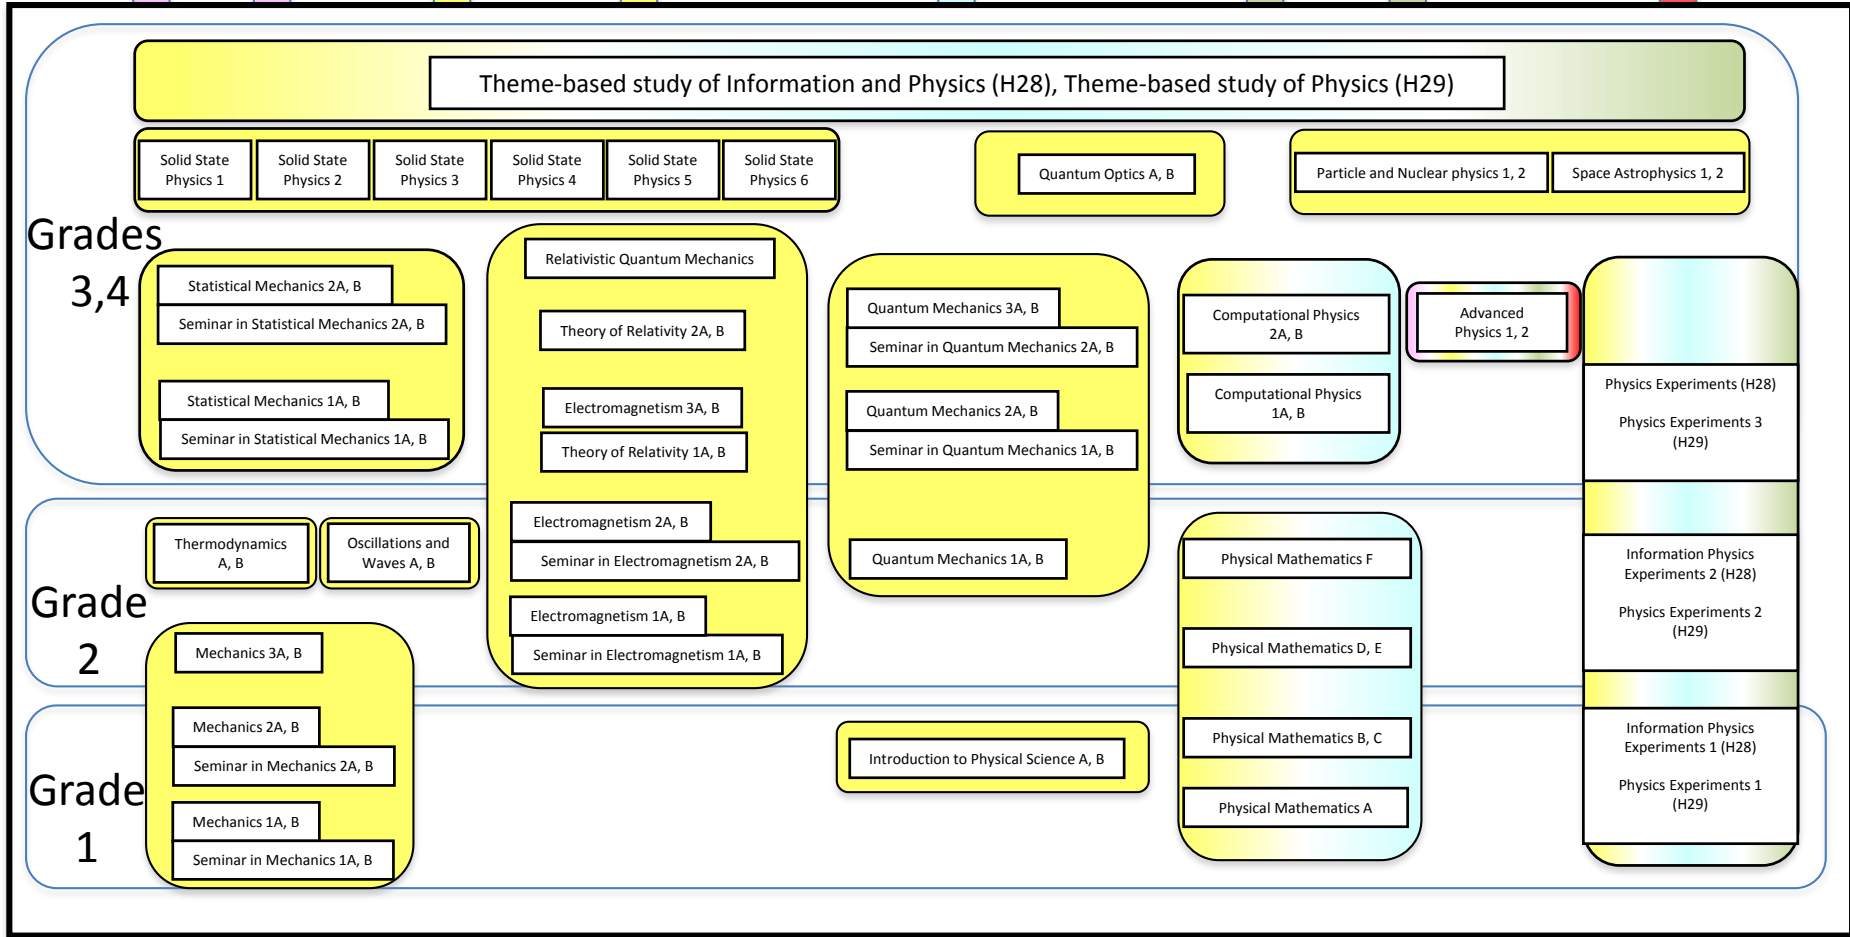 Theme-based study of Information and Physics (H28), Theme-based study of Physics (H29)
Solid State
Physics 1
Solid State
Physics 2
Solid State
Physics 3
Solid State
Physics 4
Solid State
Physics 5
Solid State
Physics 6
Quantum Optics A, B
Particle and Nuclear physics 1, 2
Space Astrophysics 1, 2
Grades
3,4
Statistical Mechanics 2A, B
Seminar in Statistical Mechanics 2A, B
Statistical Mechanics 1A, B
Seminar in Statistical Mechanics 1A, B
Relativistic Quantum Mechanics
Theory of Relativity 2A, B
Electromagnetism 3A, B
Theory of Relativity 1A, B
Electromagnetism 2A, B
Seminar in Electromagnetism 2A, B
Electromagnetism 1A, B
Seminar in Electromagnetism 1A, B
Quantum Mechanics 3A, B
Seminar in Quantum Mechanics 2A, B
Quantum Mechanics 2A, B
Seminar in Quantum Mechanics 1A, B
Quantum Mechanics 1A, B
Computational Physics
2A, B
Computational Physics
1A, B
Advanced
Physics 1, 2
Physics Experiments (H28)
Physics Experiments 3
(H29)
Grade
2
Thermodynamics
A, B
Oscillations and
Waves A, B
Mechanics 3A, B
Physical Mathematics F
Physical Mathematics D, E
Information Physics
Experiments 2 (H28)
Physics Experiments 2
(H29)
Grade
1
Mechanics 2A, B
Seminar in Mechanics 2A, B
Mechanics 1A, B
Seminar in Mechanics 1A, B
Introduction to Physical Science A, B
Physical Mathematics B, C
Physical Mathematics A
Information Physics
Experiments 1 (H28)
Physics Experiments 1
(H29)